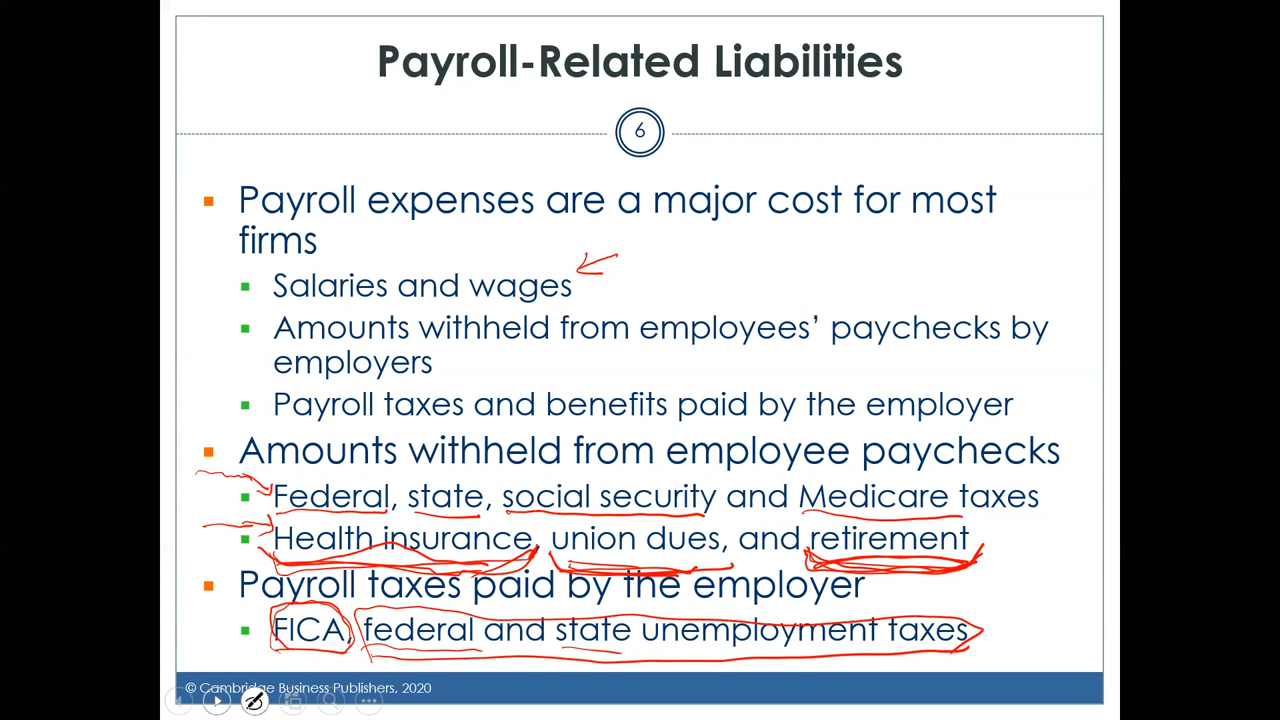 Payroll-Related Liabilities
6
Payroll expenses are a major cost for most
firms
Salaries and wages
Amounts withheld from employees’ paychecks by
employers
Payroll taxes and benefits paid by the employer
Amounts withheld from employee paychecks
Federal, state, social security and Medicare taxes
Health insurance, union dues, and retirement
Payroll taxes paid by the employer
FICA, federal and state unemployment taxes
© Cambridge Business Publishers, 2020